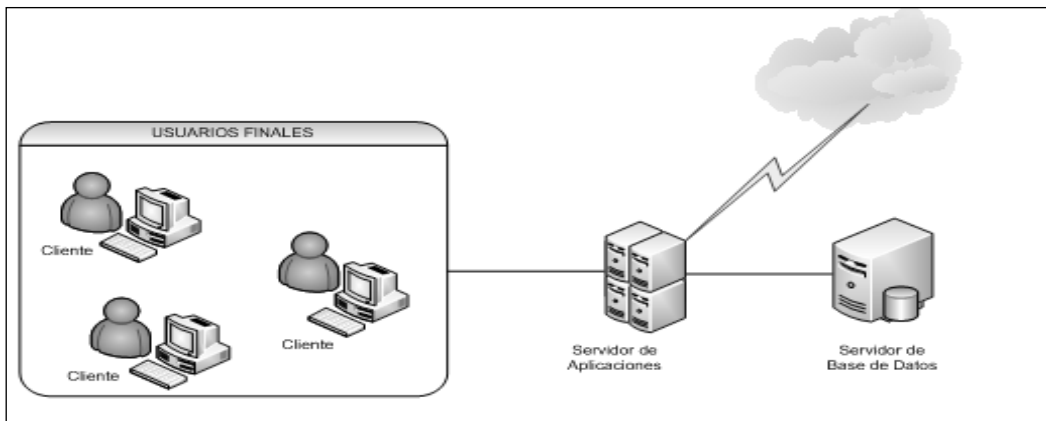 USUARIOS FINALES
Cliente
Cliente
Cliente
Servidor de
Aplicaciones
Servidor de
Base de Datos